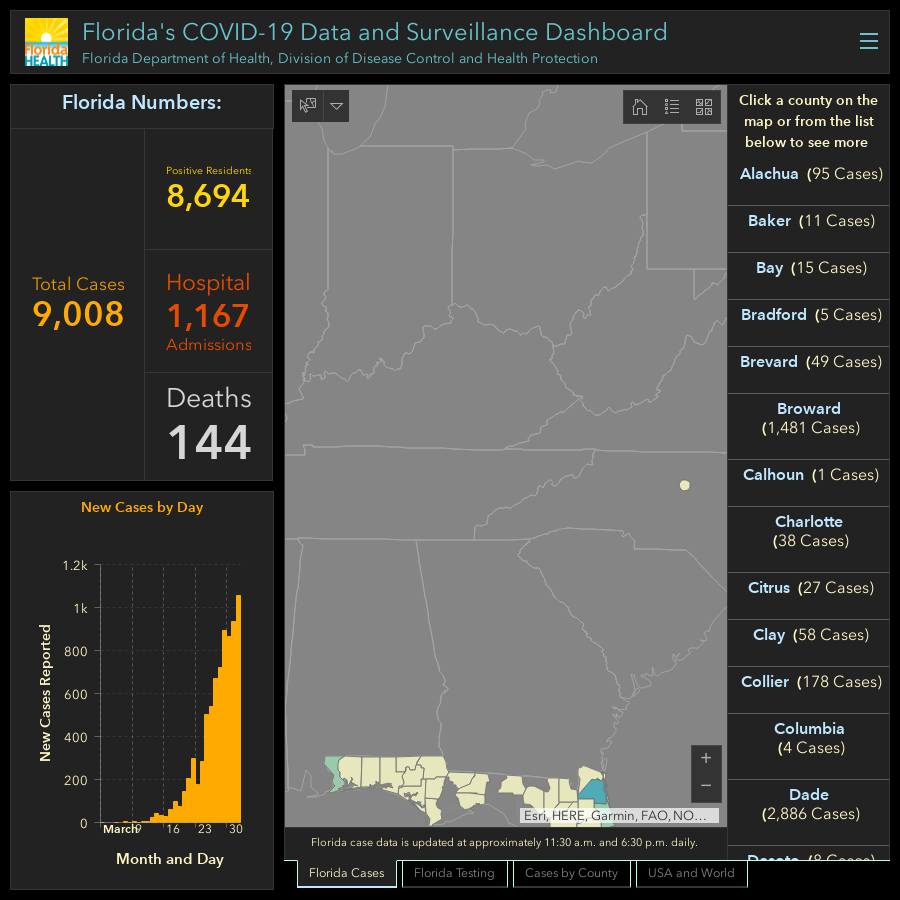 Florida's COVID-19 Data and Surveillance Dashboard
Florida Department of Health, Division of Disease Control and Health Protection
Florida
HEALTH
Florida Numbers:
Total Cases
9,008
Positive Residents
8,694
Hospital
1,167
Admissions
Deaths
144
New Cases by Day
New Cases Reported
1.2k
1k
800
600
400
200
0
March
16
23
30
Month and Day
Esri, HERE, Garmin, FAO, NO...
Florida case data is updated at approximately 11:30 a.m. and 6:30 p.m. daily.
Florida Cases
Florida Testing
Cases by County
USA and World
Click a county on the
map or from the list
below to see more
Alachua (95 Cases)
Baker (11 Cases)
Bay (15 Cases)
Bradford (5 Cases)
Brevard (49 Cases)
Broward
(1,481 Cases)
Calhoun (1 Cases)
Charlotte
(38 Cases)
Citrus (27 Cases)
Clay (58 Cases)
Collier (178 Cases)
Columbia
(4 Cases)
Dade
(2,886 Cases)
Desoto (8 Cases)